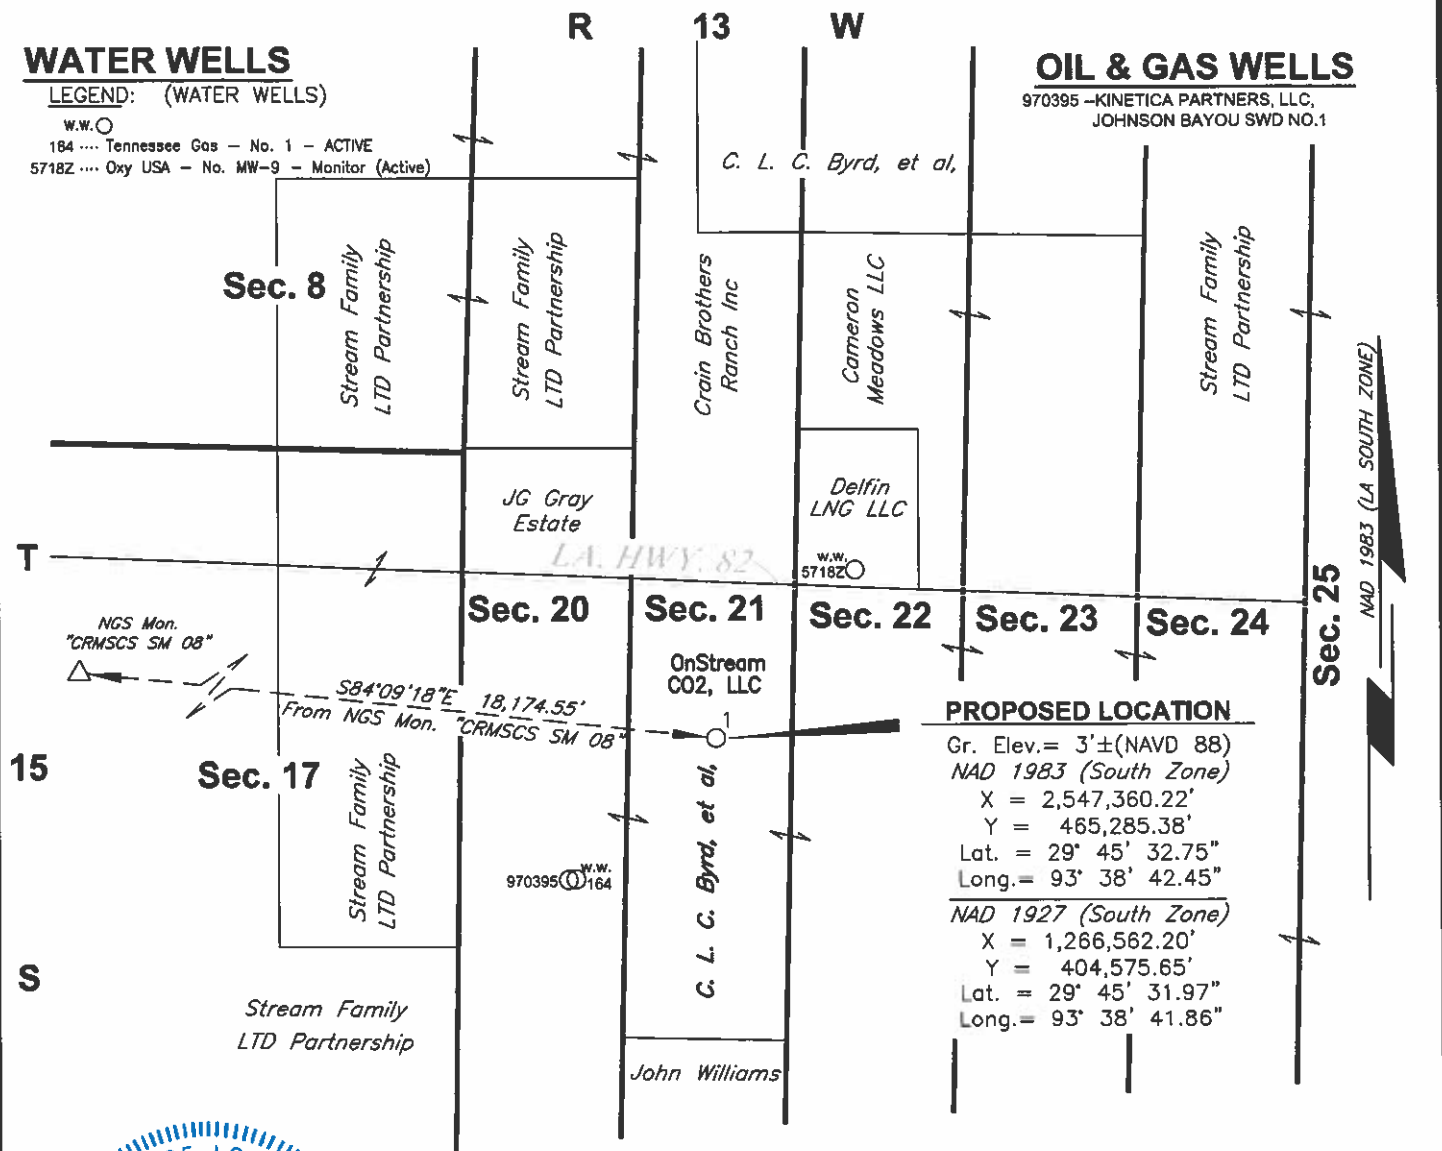 R 13 W
WATER WELLS
LEGEND: (WATER WELLS)
W.W.
164 ···· Tennessee Gas – No. 1 – ACTIVE
5718Z ···· Oxy USA – No. MW-9 – Monitor (Active)
OIL & GAS WELLS
970395 –KINETICA PARTNERS, LLC,
JOHNSON BAYOU SWD NO.1
C. L. C. Byrd, et al,
Sec. 8
Stream Family
LTD Partnership
Stream Family
LTD Partnership
Crain Brothers
Ranch Inc
Cameron
Meadows LLC
Stream Family
LTD Partnership
NAD 1983 (LA SOUTH ZONE)
JG Gray
Estate
Delfin
LNG LLC
T
LA. HWY. 82
W.W.
5718Z
Sec. 20
Sec. 21
Sec. 22
Sec. 23
Sec. 24
Sec. 25
NGS Mon.
"CRMSCS SM 08"
OnStream
CO2, LLC
S84°09'18"E 18,174.55'
From NGS Mon. "CRMSCS SM 08"
1
15
Sec. 17
Stream Family
LTD Partnership
C. L. C. Byrd, et al,
W.W.
970395 164
PROPOSED LOCATION
Gr. Elev.= 3'±(NAVD 88)
NAD 1983 (South Zone)
X = 2,547,360.22'
Y = 465,285.38'
Lat. = 29° 45' 32.75"
Long.= 93° 38' 42.45"
NAD 1927 (South Zone)
X = 1,266,562.20'
Y = 404,575.65'
Lat. = 29° 45' 31.97"
Long.= 93° 38' 41.86"
S
Stream Family
LTD Partnership
John Williams